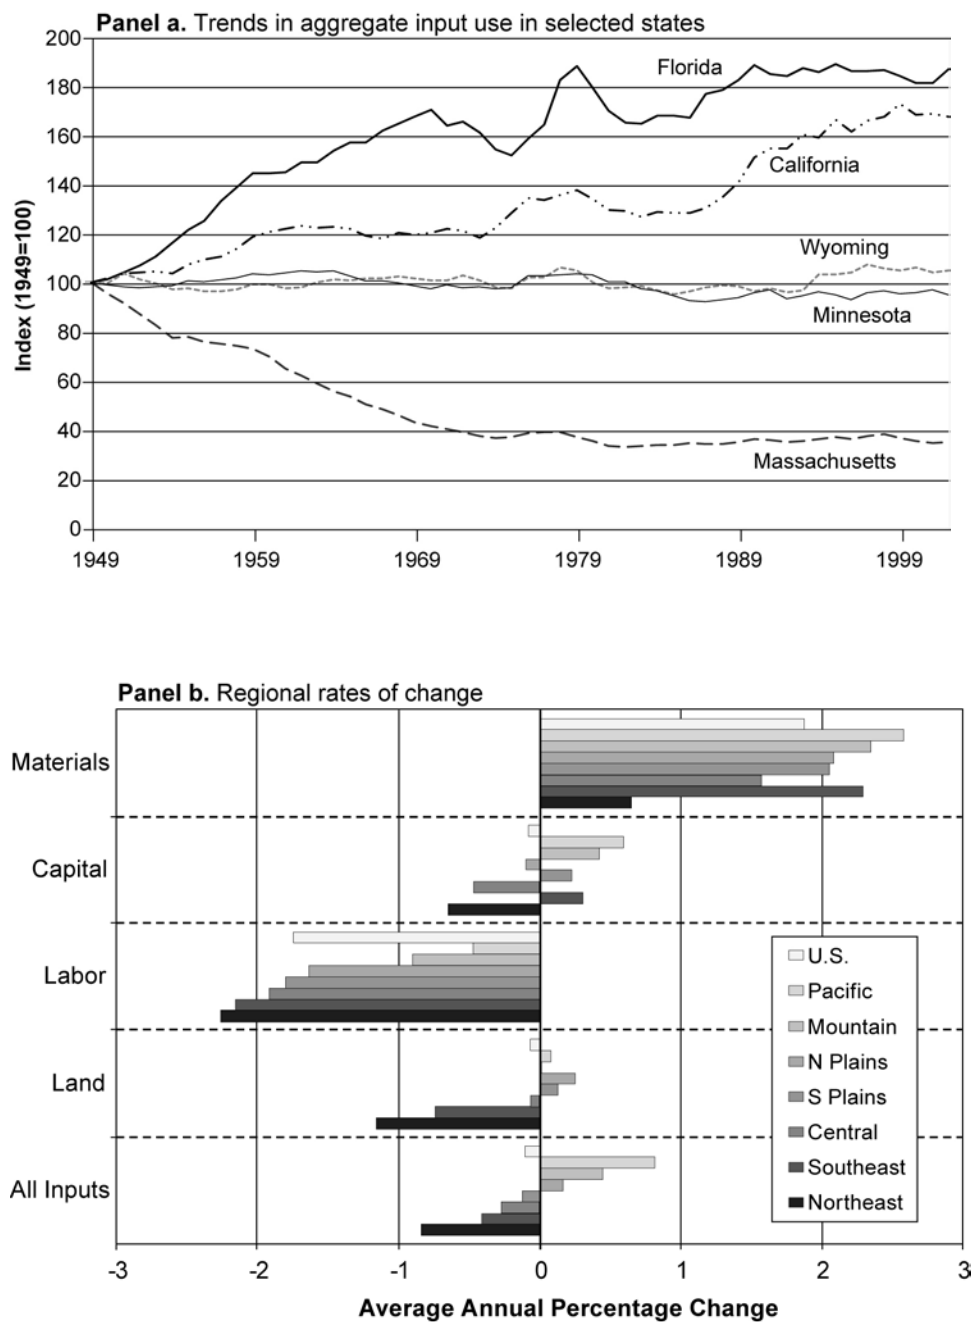 Panel a. Trends in aggregate input use in selected states
Index (1949=100)
200
180
160
140
120
100
80
60
40
20
0
Florida
California
Wyoming
Minnesota
Massachusetts
1949 1959 1969 1979 1989 1999
Panel b. Regional rates of change
Materials
Capital
Labor
Land
All Inputs
U.S.
Pacific
Mountain
N Plains
S Plains
Central
Southeast
Northeast
-3 -2 -1 0 1 2 3
Average Annual Percentage Change